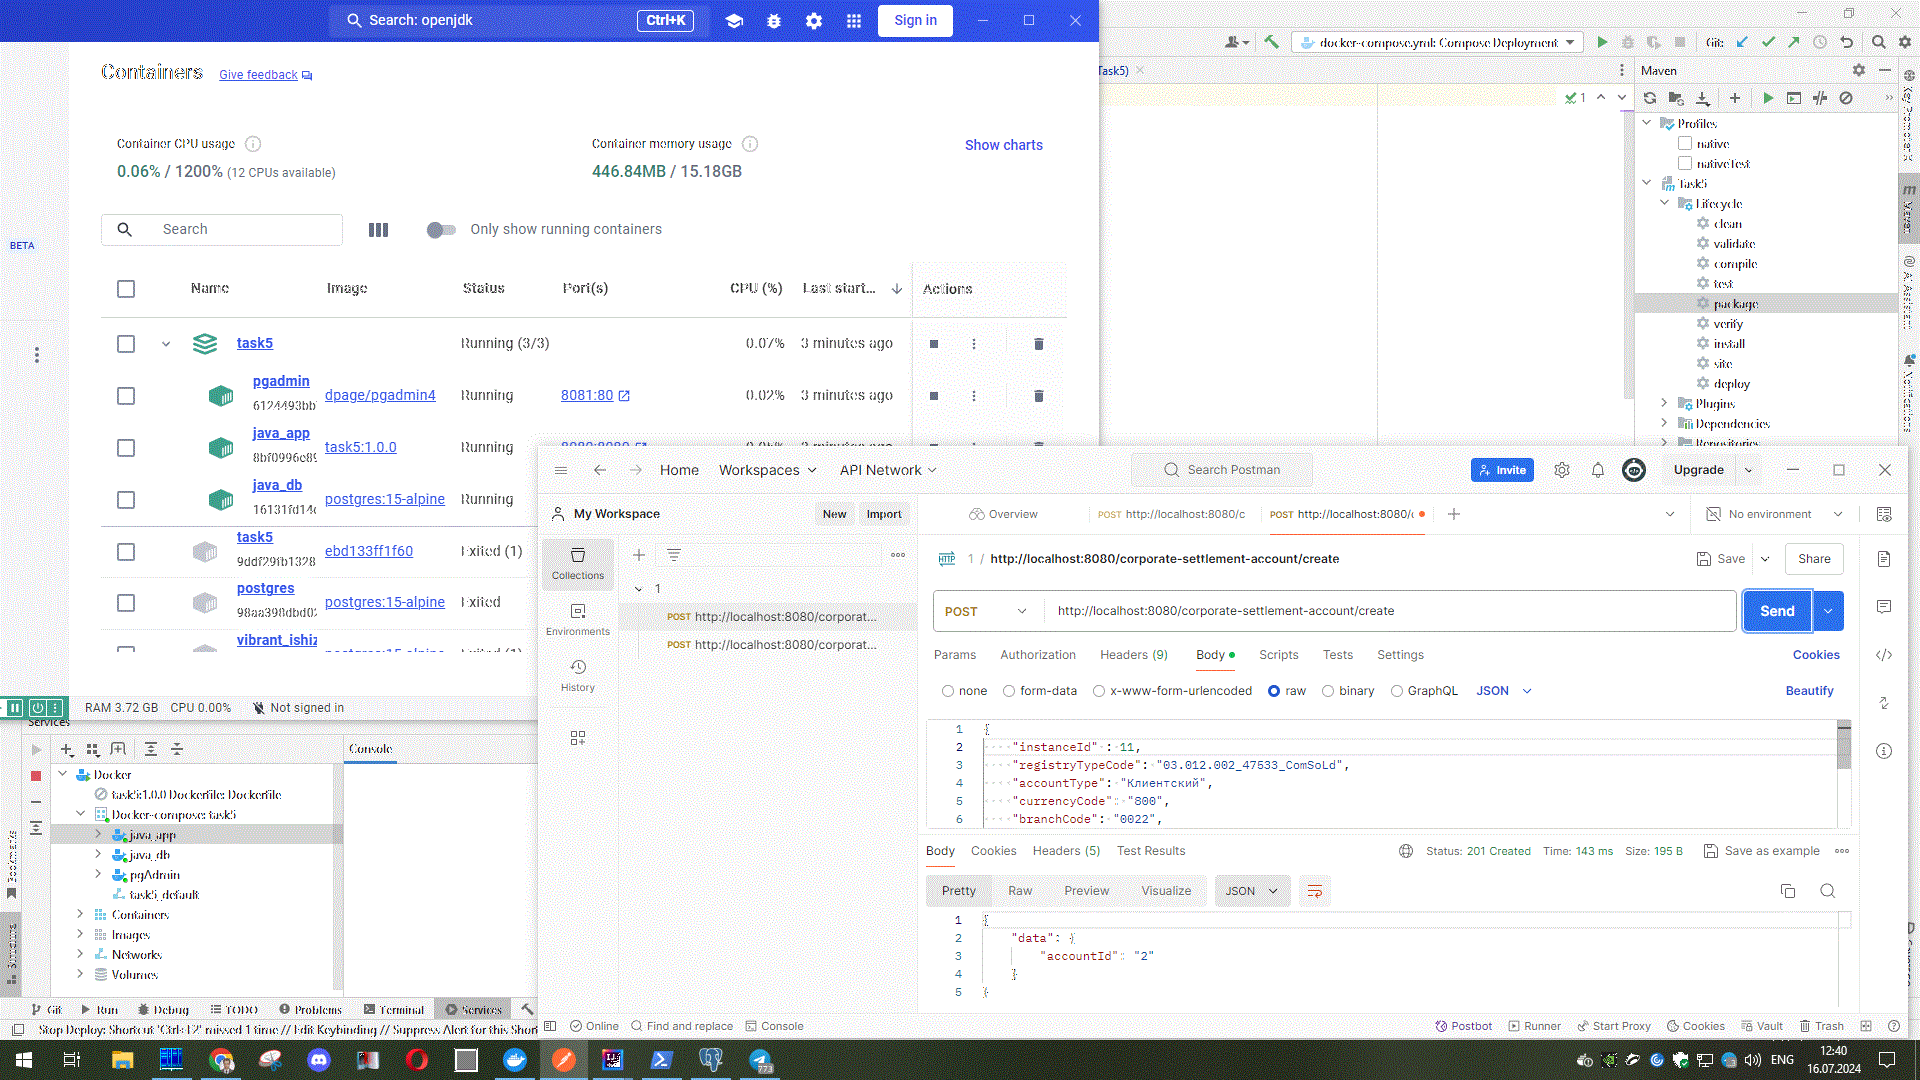 Search: openjdk
Ctrl+K
Sign in
Containers
Give feedback
Container CPU usage
0.06% / 1200% (12 CPUs available)
Container memory usage
446.84MB / 15.18GB
Show charts
Search
Only show running containers
BETA
Name
Image
Status
Port(s)
CPU (%)
Last start...
Actions
task5
Running (3/3)
0.07%
3 minutes ago
pgadmin
dpage/pgadmin4
Running
8081:80
0.02%
3 minutes ago
java_app
task5:1.0.0
Running
java_db
postgres:15-alpine
Running
task5
9ddf29fb1328
ebd133ff1f60
Exited (1)
postgres
postgres:15-alpine
Exited
vibrant_ishiz
RAM 3.72 GB
CPU 0.00%
Not signed in
docker-compose.yml: Compose Deployment
Git:
Task5)
1
Maven
Profiles
native
nativeTest
Task5
Lifecycle
clean
validate
compile
test
package
verify
install
site
deploy
Plugins
Dependencies
Repositories
Key Promoter X
Maven
AI Assistant
Notifications
Services
Console
Docker
task5:1.0.0 Dockerfile: Dockerfile
Docker-compose: task5
java_app
java_db
pgAdmin
task5_default
Containers
Images
Networks
Volumes
Bookmarks
Structure
Git
Run
Debug
TODO
Problems
Terminal
Services
Stop Deploy: Shortcut 'Ctrl+F2' missed 1 time // Edit Keybinding // Suppress Alert for this Short
Home
Workspaces
API Network
Search Postman
Invite
Upgrade
My Workspace
New
Import
Overview
POST http://localhost:8080/c
POST http://localhost:8080/c
No environment
Collections
Environments
History
1
POST http://localhost:8080/corporat...
POST http://localhost:8080/corporat...
HTTP
1 / http://localhost:8080/corporate-settlement-account/create
Save
Share
POST
http://localhost:8080/corporate-settlement-account/create
Send
Params
Authorization
Headers (9)
Body
Scripts
Tests
Settings
Cookies
none
form-data
x-www-form-urlencoded
raw
binary
GraphQL
JSON
Beautify
1 {
2 "instanceId" : 11,
3 "registryTypeCode": "03.012.002_47533_ComSoLd",
4 "accountType": "Клиентский",
5 "currencyCode": "800",
6 "branchCode": "0022",
Body
Cookies
Headers (5)
Test Results
Status: 201 Created
Time: 143 ms
Size: 195 B
Save as example
Pretty
Raw
Preview
Visualize
JSON
1 {
2 "data": {
3 "accountId": "2"
4 }
5 }
Online
Find and replace
Console
Postbot
Runner
Start Proxy
Cookies
Vault
Trash
773
ENG
12:40
16.07.2024